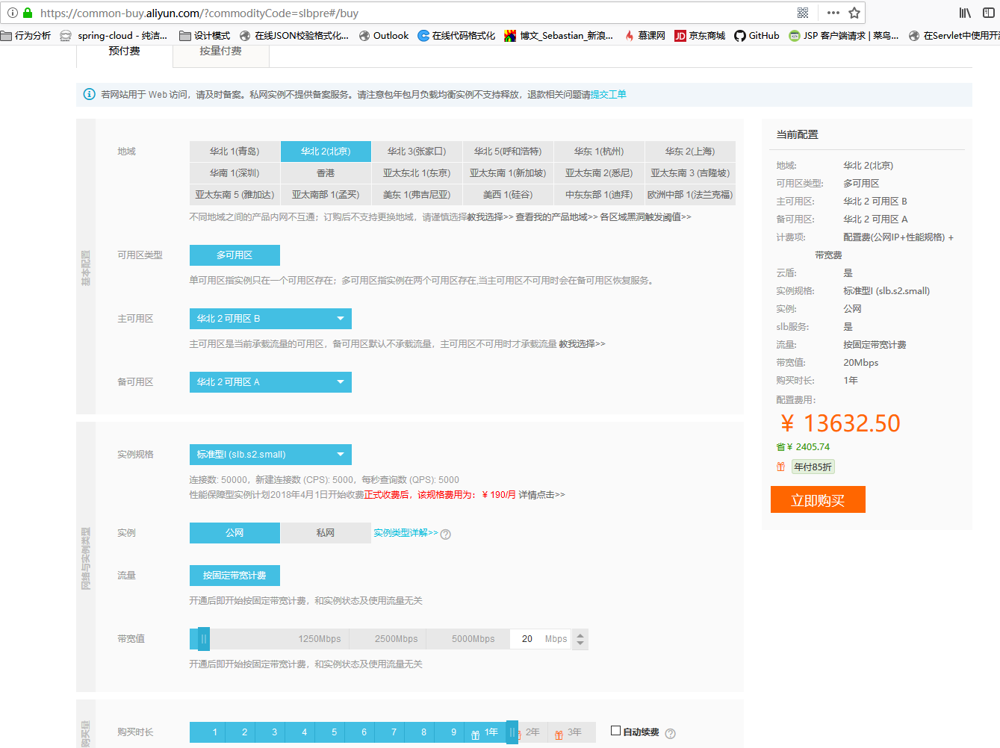 https://common-buy.aliyun.com/?commodityCode=slbpre#/buy
行为分析 spring-cloud - 纯洁... 设计模式 在线JSON校验格式化... Outlook 在线代码格式化 博文_Sebastian_新浪... 慕课网 JD 京东商城 GitHub JSP 客户端请求 | 菜鸟... 在Servlet中使用开
预付费 按量付费
若网站用于 Web 访问，请及时备案。私网实例不提供备案服务。请注意包年包月负载均衡实例不支持释放，退款相关问题请提交工单
基本配置
地域
华北 1(青岛) 华北 2(北京) 华北 3(张家口) 华北 5(呼和浩特) 华东 1(杭州) 华东 2(上海)
华南 1(深圳) 香港 亚太东北 1(东京) 亚太东南 1(新加坡) 亚太东南 2(悉尼) 亚太东南 3 (吉隆坡)
亚太东南 5 (雅加达) 亚太南部 1(孟买) 美东 1(弗吉尼亚) 美西 1(硅谷) 中东东部 1(迪拜) 欧洲中部 1(法兰克福)
不同地域之间的产品内网不互通；订购后不支持更换地域，请谨慎选择教我选择>> 查看我的产品地域>> 各区域黑洞触发阈值>>
可用区类型 多可用区
单可用区指实例只在一个可用区存在；多可用区指实例在两个可用区存在,当主可用区不可用时会在备可用区恢复服务。
主可用区 华北 2 可用区 B
主可用区是当前承载流量的可用区，备可用区默认不承载流量，主可用区不可用时才承载流量 教我选择>>
备可用区 华北 2 可用区 A
网络与实例类型
实例规格 标准型I (slb.s2.small)
连接数: 50000，新建连接数 (CPS): 5000，每秒查询数 (QPS): 5000
性能保障型实例计划2018年4月1日开始收费正式收费后，该规格费用为：￥190/月 详情点击>>
实例 公网 私网 实例类型详解>> ?
流量 按固定带宽计费
开通后即开始按固定带宽计费，和实例状态及使用流量无关
带宽值 1250Mbps 2500Mbps 5000Mbps 20 Mbps
开通后即开始按固定带宽计费，和实例状态及使用流量无关
购买量
购买时长 1 2 3 4 5 6 7 8 9 1年 2年 3年 自动续费 ?
当前配置
地域: 华北 2(北京)
可用区类型: 多可用区
主可用区: 华北 2 可用区 B
备可用区: 华北 2 可用区 A
计费项: 配置费(公网IP+性能规格) +
带宽费
云盾: 是
实例规格: 标准型I (slb.s2.small)
实例: 公网
slb服务: 是
流量: 按固定带宽计费
带宽值: 20Mbps
购买时长: 1年
配置费用:
￥ 13632.50
省￥ 2405.74
年付85折
立即购买